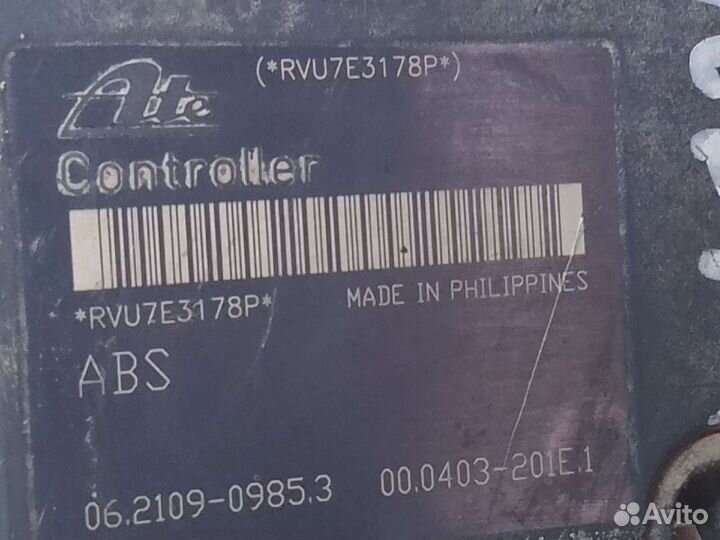 (*RVU7E3178P*)
Ate
Controller
*RVU7E3178P*
MADE IN PHILIPPINES
ABS
06.2109-0985.3
00.0403-201E.1
Avito